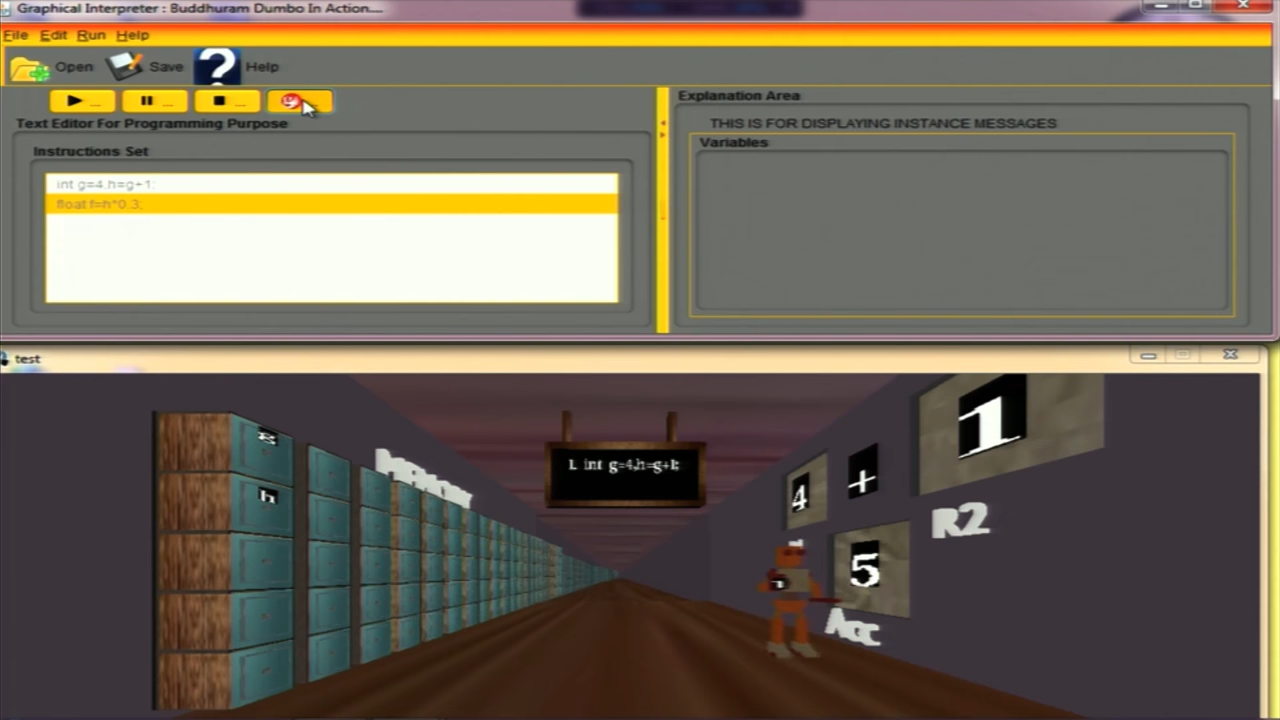 Graphical Interpreter : Buddhuram Dumbo In Action....
File Edit Run Help
Open Save ? Help
... ... ...
Text Editor For Programming Purpose
Instructions Set
int g=4,h=g+1;
float f=h*0.3;
Explanation Area
THIS IS FOR DISPLAYING INSTANCE MESSAGES
Variables
test
g
h
1. int g=4,h=g+1;
4 + 1
R2
5
Acc